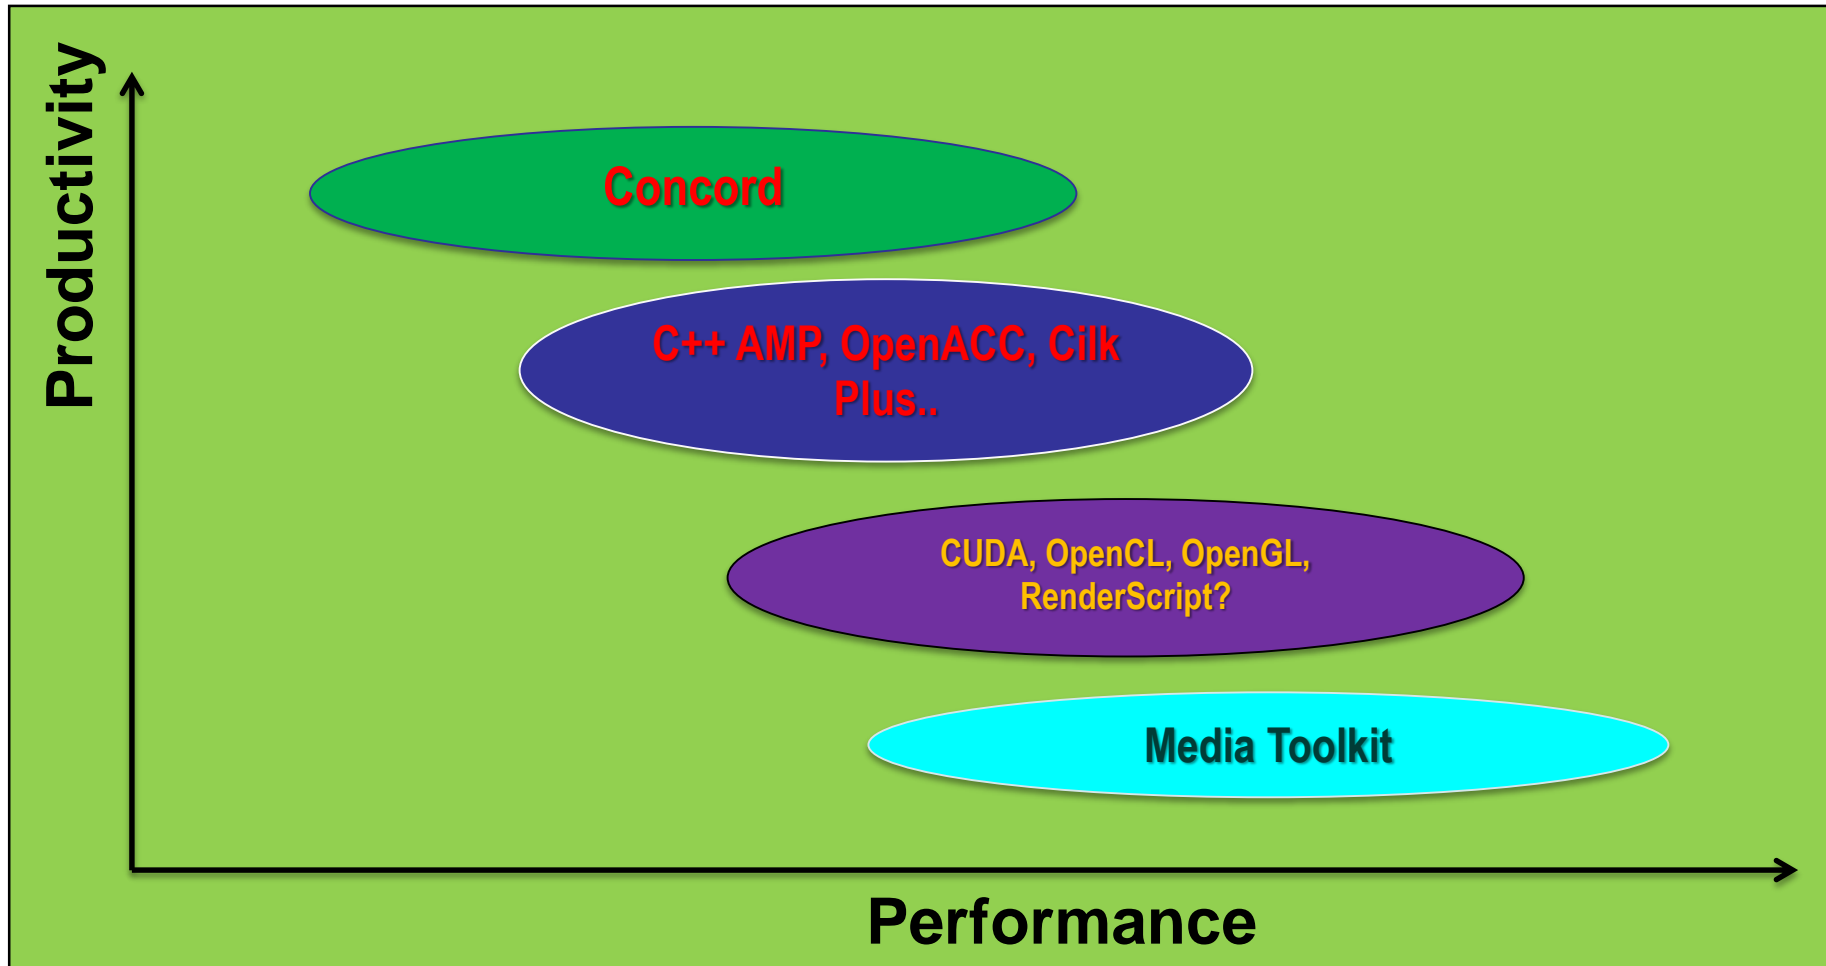 Productivity
Concord
C++ AMP, OpenACC, Cilk
Plus..
CUDA, OpenCL, OpenGL,
RenderScript?
Media Toolkit
Performance